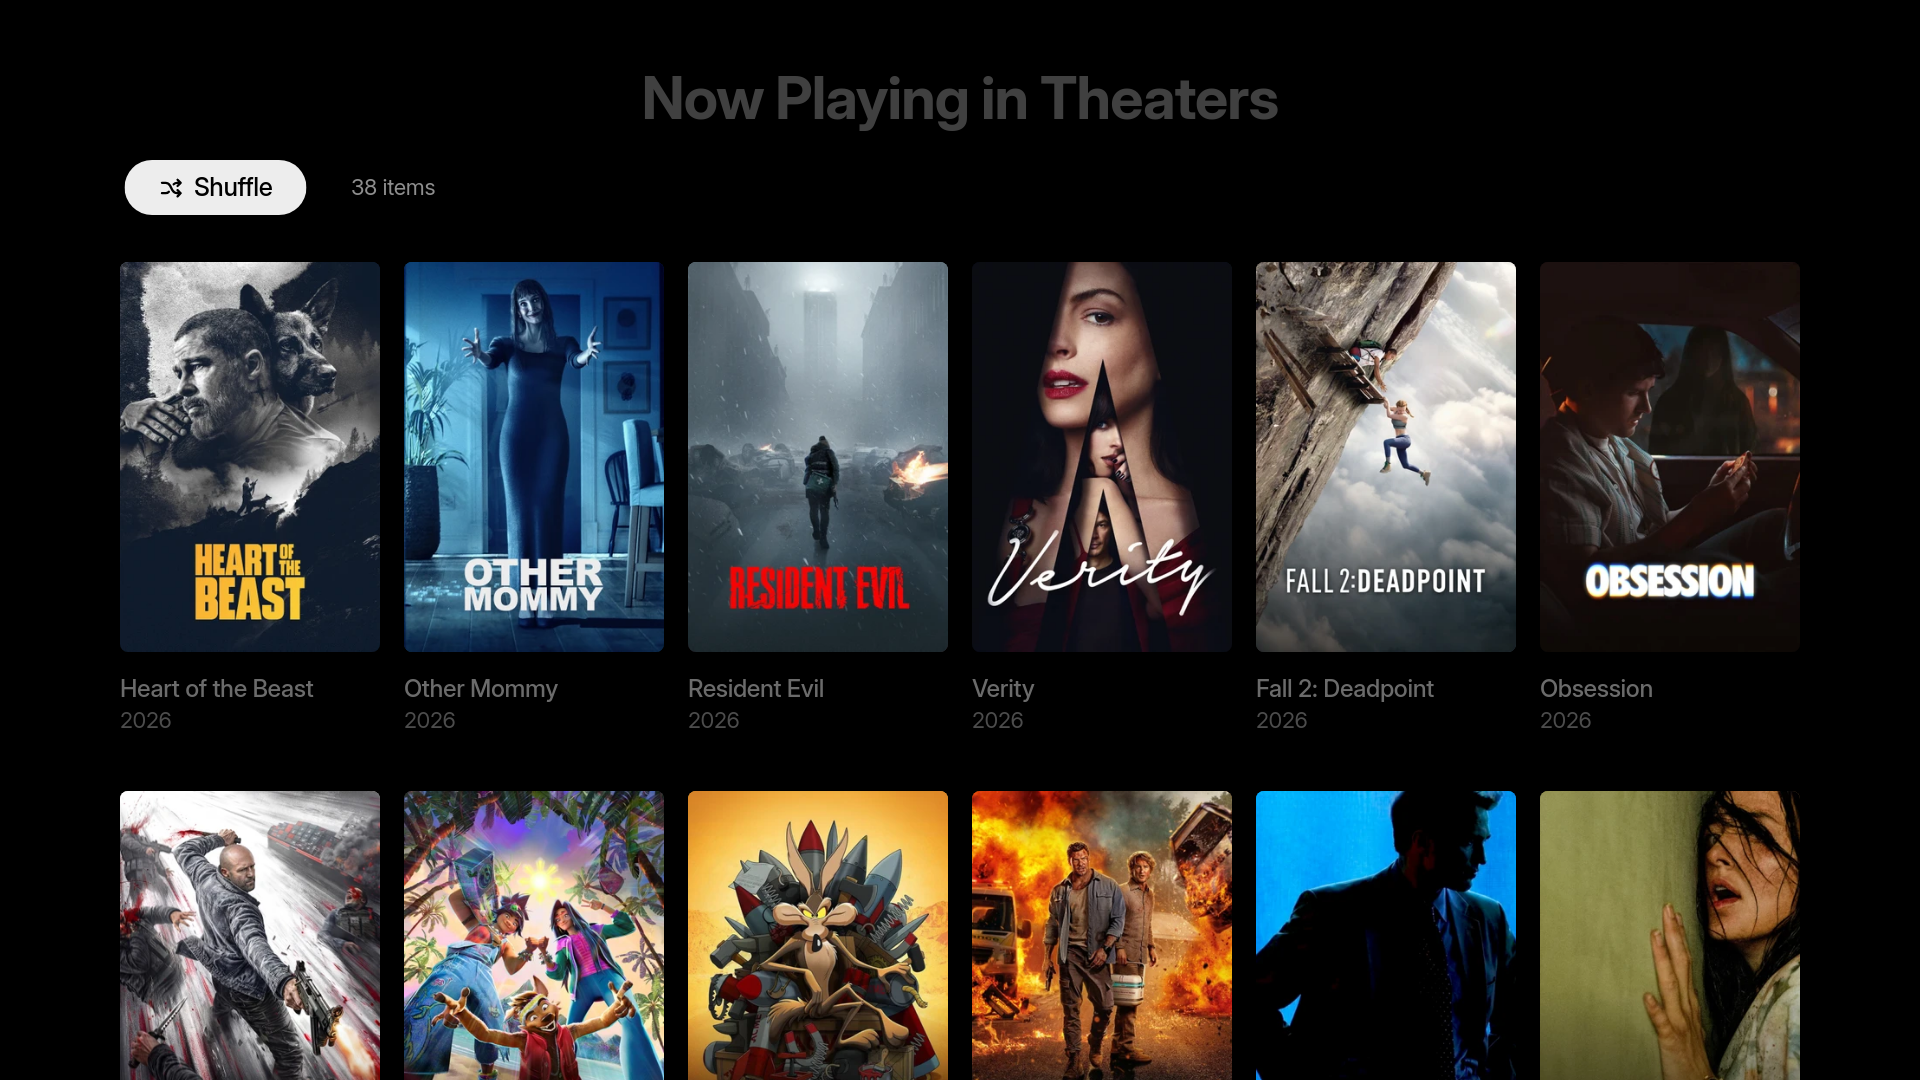 Now Playing in Theaters
Shuffle
38 items
HEART OF THE BEAST
OTHER
MOMMY
RESIDENT EVIL
Verity
FALL 2: DEADPOINT
OBSESSION
Heart of the Beast
2026
Other Mommy
2026
Resident Evil
2026
Verity
2026
Fall 2: Deadpoint
2026
Obsession
2026